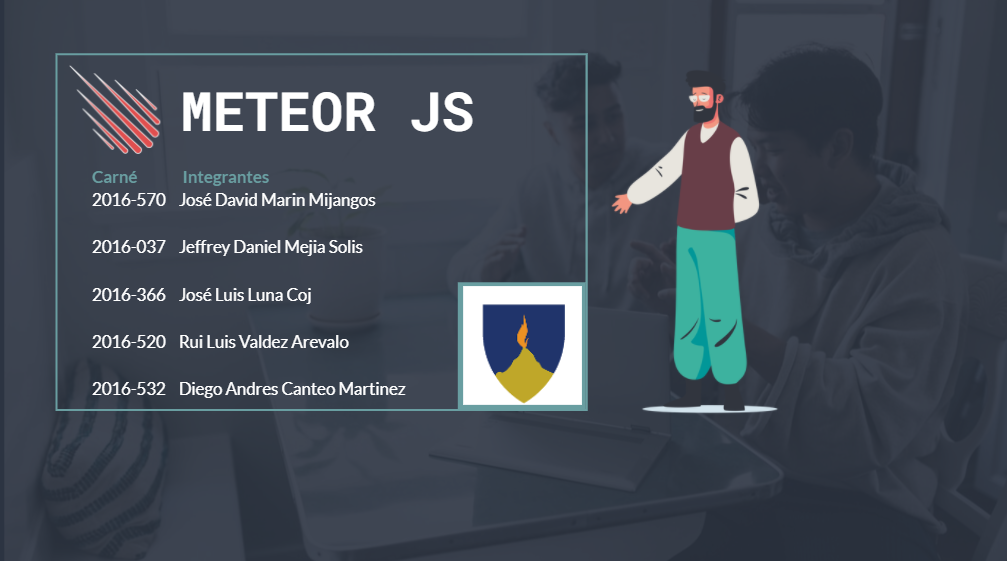 METEOR JS
Carné Integrantes
2016-570 José David Marin Mijangos
2016-037 Jeffrey Daniel Mejia Solis
2016-366 José Luis Luna Coj
2016-520 Rui Luis Valdez Arevalo
2016-532 Diego Andres Canteo Martinez